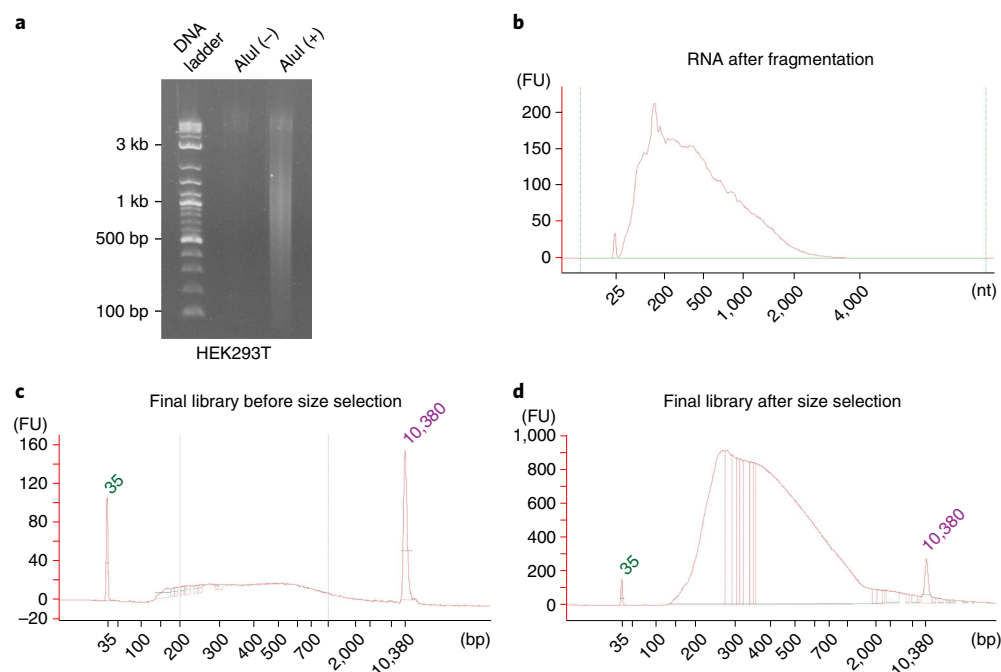 a
DNA
ladder
AluI (–)
AluI (+)
3 kb
1 kb
500 bp
100 bp
HEK293T
b
RNA after fragmentation
(FU)
200
150
100
50
0
25
200
500
1,000
2,000
4,000
(nt)
c
Final library before size selection
(FU)
160
120
80
40
0
–20
35
10,380
35
100
200
300
400
500
700
2,000
10,380
(bp)
d
Final library after size selection
(FU)
1,000
800
600
400
200
0
35
10,380
35
100
200
300
400
500
700
2,000
10,380
(bp)